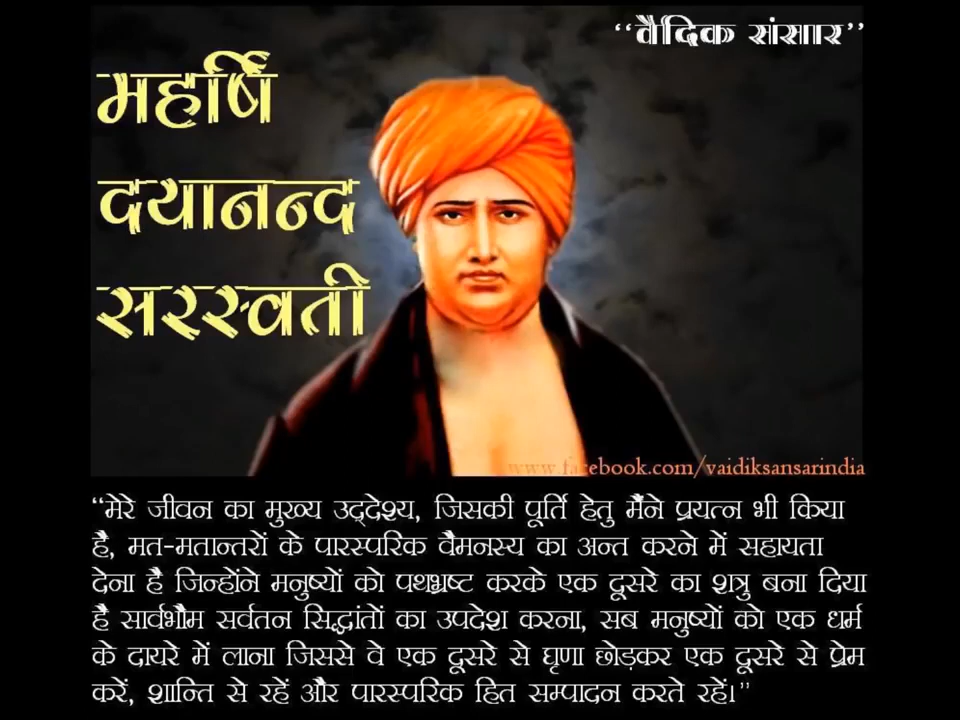 “वैदिक संसार”
महर्षि
दयानन्द
सरस्वती
www.facebook.com/vaidiksansarindia
“मेरे जीवन का मुख्य उद्देश्य, जिसकी पूर्ति हेतु मैंने प्रयत्न भी किया
है, मत-मतान्तरों के पारस्परिक वैमनस्य का अन्त करने में सहायता
देना है जिन्होंने मनुष्यों को पथभ्रष्ट करके एक दूसरे का शत्रु बना दिया
है सार्वभौम सर्वतन सिद्धांतों का उपदेश करना, सब मनुष्यों को एक धर्म
के दायरे में लाना जिससे वे एक दूसरे से घृणा छोड़कर एक दूसरे से प्रेम
करें, शान्ति से रहें और पारस्परिक हित सम्पादन करते रहें।”